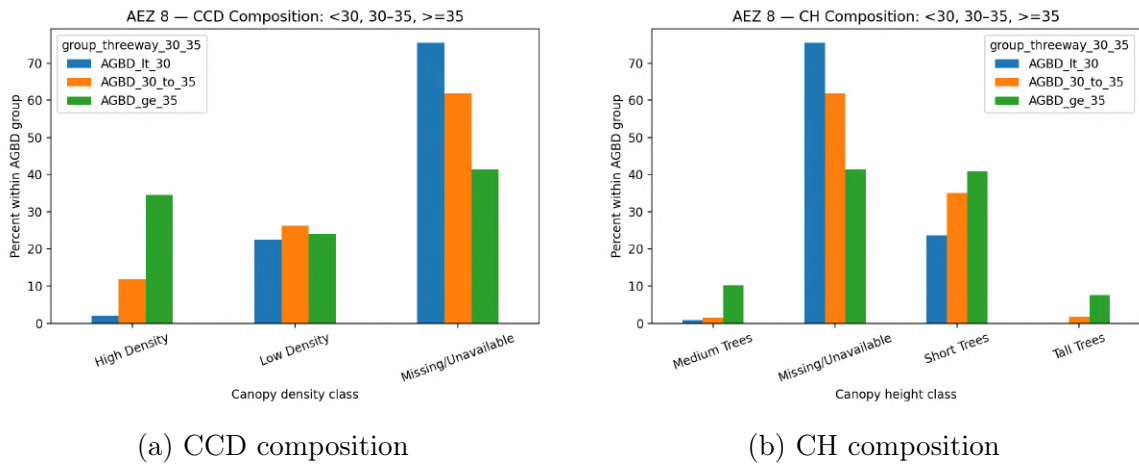 AEZ 8 — CCD Composition: <30, 30–35, >=35
group_threeway_30_35
AGBD_lt_30
AGBD_30_to_35
AGBD_ge_35
Percent within AGBD group
70
60
50
40
30
20
10
0
High Density
Low Density
Missing/Unavailable
Canopy density class
(a) CCD composition
AEZ 8 — CH Composition: <30, 30–35, >=35
group_threeway_30_35
AGBD_lt_30
AGBD_30_to_35
AGBD_ge_35
Percent within AGBD group
70
60
50
40
30
20
10
0
Medium Trees
Missing/Unavailable
Short Trees
Tall Trees
Canopy height class
(b) CH composition